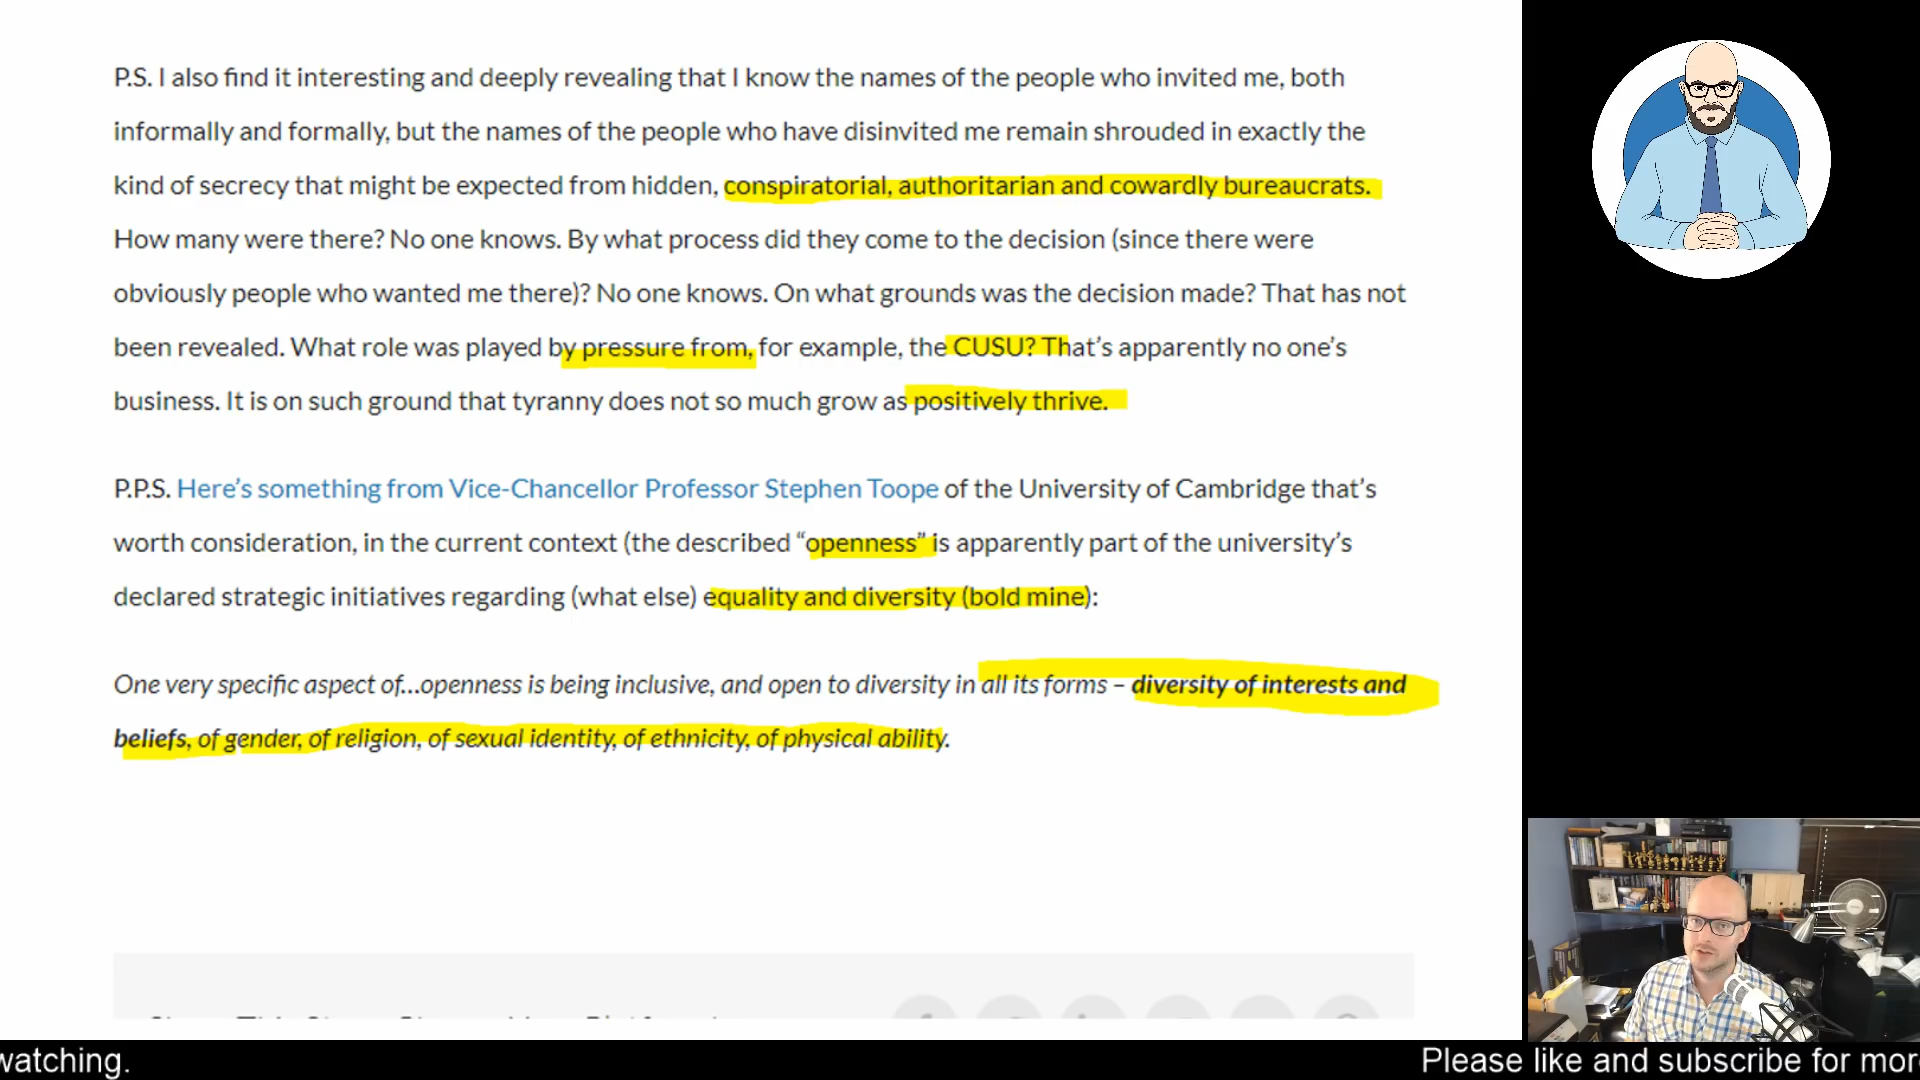 P.S. I also find it interesting and deeply revealing that I know the names of the people who invited me, both
informally and formally, but the names of the people who have disinvited me remain shrouded in exactly the
kind of secrecy that might be expected from hidden, conspiratorial, authoritarian and cowardly bureaucrats.
How many were there? No one knows. By what process did they come to the decision (since there were
obviously people who wanted me there)? No one knows. On what grounds was the decision made? That has not
been revealed. What role was played by pressure from, for example, the CUSU? That’s apparently no one’s
business. It is on such ground that tyranny does not so much grow as positively thrive.
P.P.S. Here’s something from Vice-Chancellor Professor Stephen Toope of the University of Cambridge that’s
worth consideration, in the current context (the described “openness” is apparently part of the university’s
declared strategic initiatives regarding (what else) equality and diversity (bold mine):
One very specific aspect of…openness is being inclusive, and open to diversity in all its forms – diversity of interests and
beliefs, of gender, of religion, of sexual identity, of ethnicity, of physical ability.
watching.
Please like and subscribe for mor